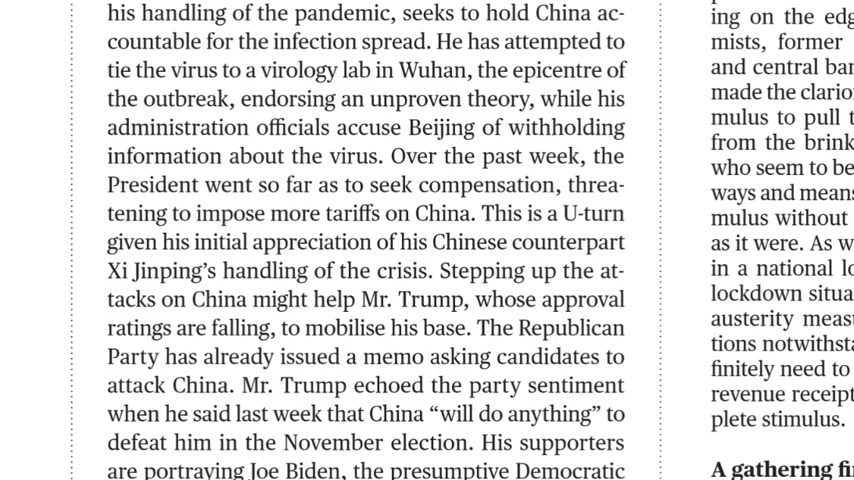 his handling of the pandemic, seeks to hold China ac-
countable for the infection spread. He has attempted to
tie the virus to a virology lab in Wuhan, the epicentre of
the outbreak, endorsing an unproven theory, while his
administration officials accuse Beijing of withholding
information about the virus. Over the past week, the
President went so far as to seek compensation, threa-
tening to impose more tariffs on China. This is a U-turn
given his initial appreciation of his Chinese counterpart
Xi Jinping's handling of the crisis. Stepping up the at-
tacks on China might help Mr. Trump, whose approval
ratings are falling, to mobilise his base. The Republican
Party has already issued a memo asking candidates to
attack China. Mr. Trump echoed the party sentiment
when he said last week that China “will do anything” to
defeat him in the November election. His supporters
are portraying Joe Biden, the presumptive Democratic
ing on the
mists, former
and central
made the
mulus to pull
from the brink
who seem to
ways and means
mulus without
as it were. As
in a national
lockdown
austerity
tions
finitely need to
revenue
plete stimulus.
A gathering